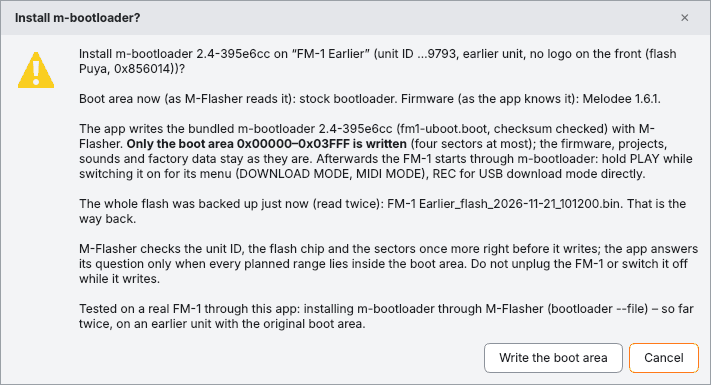 Install m-bootloader?
Install m-bootloader 2.4-395e6cc on “FM-1 Earlier” (unit ID ...9793, earlier unit, no logo on the front (flash
Puya, 0x856014))?
Boot area now (as M-Flasher reads it): stock bootloader. Firmware (as the app knows it): Melodee 1.6.1.
The app writes the bundled m-bootloader 2.4-395e6cc (fm1-uboot.boot, checksum checked) with M-
Flasher. Only the boot area 0x00000–0x03FFF is written (four sectors at most); the firmware, projects,
sounds and factory data stay as they are. Afterwards the FM-1 starts through m-bootloader: hold PLAY while
switching it on for its menu (DOWNLOAD MODE, MIDI MODE), REC for USB download mode directly.
The whole flash was backed up just now (read twice): FM-1 Earlier_flash_2026-11-21_101200.bin. That is the
way back.
M-Flasher checks the unit ID, the flash chip and the sectors once more right before it writes; the app answers
its question only when every planned range lies inside the boot area. Do not unplug the FM-1 or switch it off
while it writes.
Tested on a real FM-1 through this app: installing m-bootloader through M-Flasher (bootloader --file) – so far
twice, on an earlier unit with the original boot area.
Write the boot area
Cancel